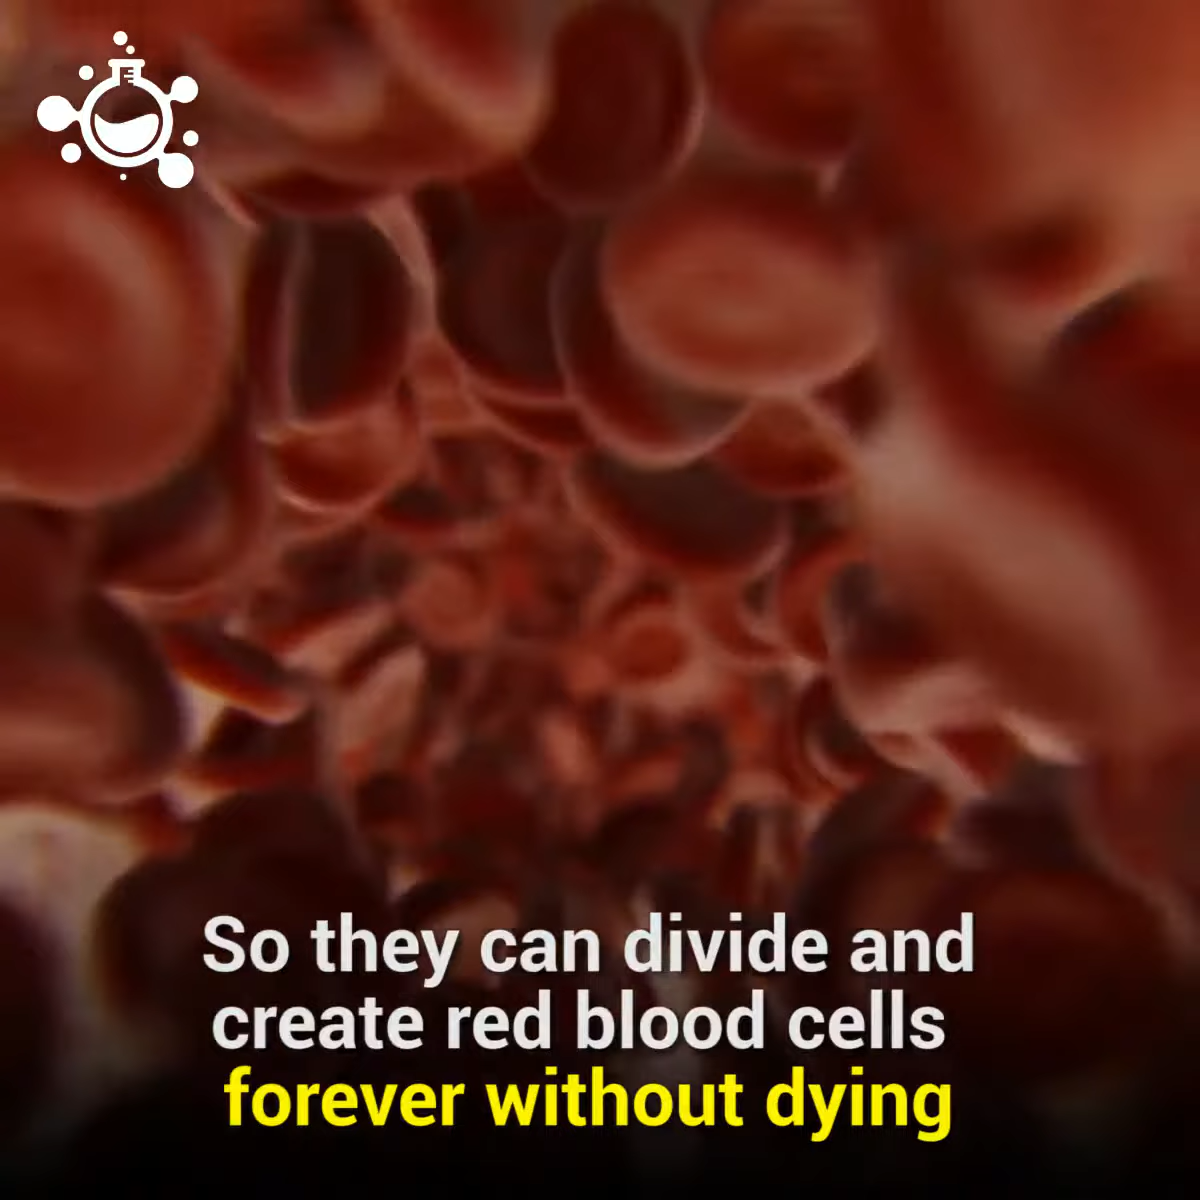 So they can divide and
create red blood cells
forever without dying